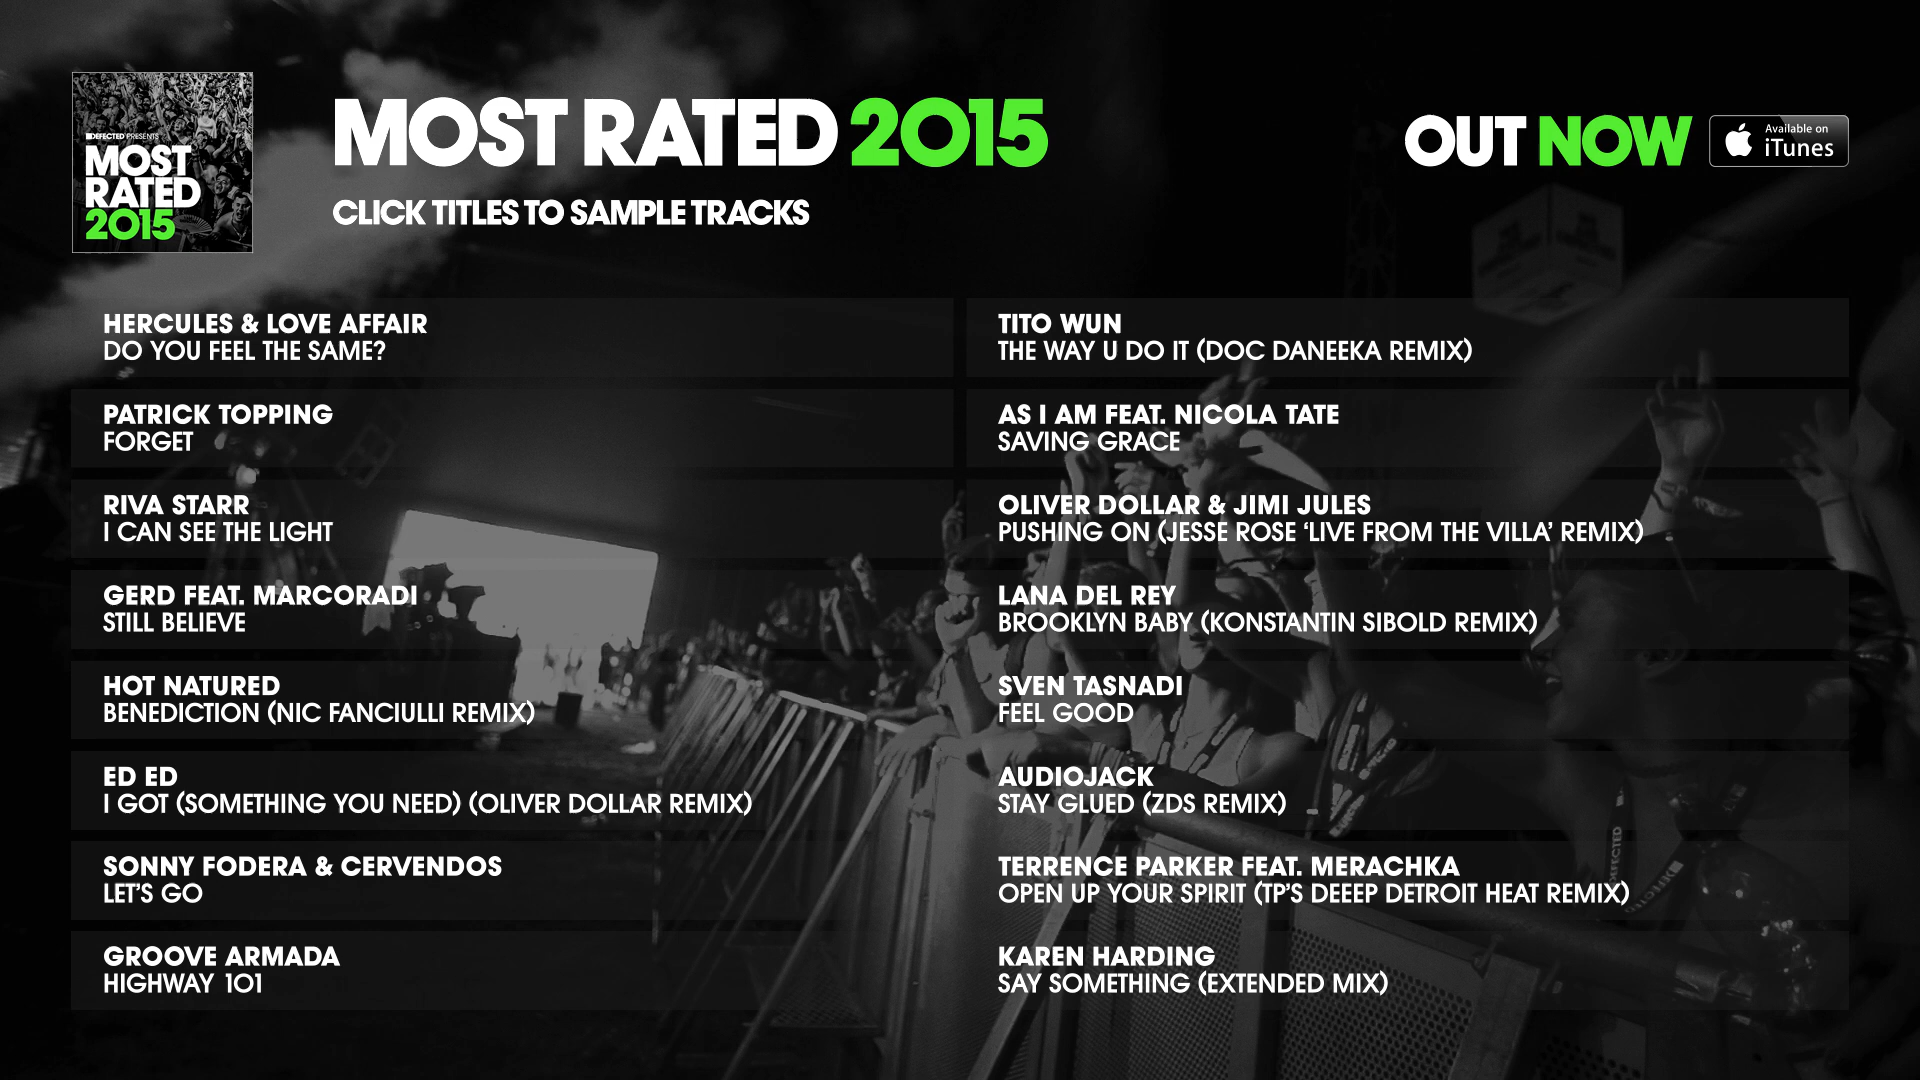 DEFECTED PRESENTS
MOST
RATED
2015
MOST RATED 2015
CLICK TITLES TO SAMPLE TRACKS
OUT NOW
Available on
iTunes
HERCULES & LOVE AFFAIR
DO YOU FEEL THE SAME?
PATRICK TOPPING
FORGET
RIVA STARR
I CAN SEE THE LIGHT
GERD FEAT. MARCORADI
STILL BELIEVE
HOT NATURED
BENEDICTION (NIC FANCIULLI REMIX)
ED ED
I GOT (SOMETHING YOU NEED) (OLIVER DOLLAR REMIX)
SONNY FODERA & CERVENDOS
LET'S GO
GROOVE ARMADA
HIGHWAY 101
TITO WUN
THE WAY U DO IT (DOC DANEEKA REMIX)
AS I AM FEAT. NICOLA TATE
SAVING GRACE
OLIVER DOLLAR & JIMI JULES
PUSHING ON (JESSE ROSE ‘LIVE FROM THE VILLA’ REMIX)
LANA DEL REY
BROOKLYN BABY (KONSTANTIN SIBOLD REMIX)
SVEN TASNADI
FEEL GOOD
AUDIOJACK
STAY GLUED (ZDS REMIX)
TERRENCE PARKER FEAT. MERACHKA
OPEN UP YOUR SPIRIT (TP'S DEEEP DETROIT HEAT REMIX)
KAREN HARDING
SAY SOMETHING (EXTENDED MIX)